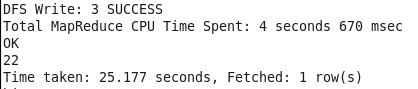 DFS Write: 3 SUCCESS
Total MapReduce CPU Time Spent: 4 seconds 670 msec
OK
22
Time taken: 25.177 seconds, Fetched: 1 row(s)